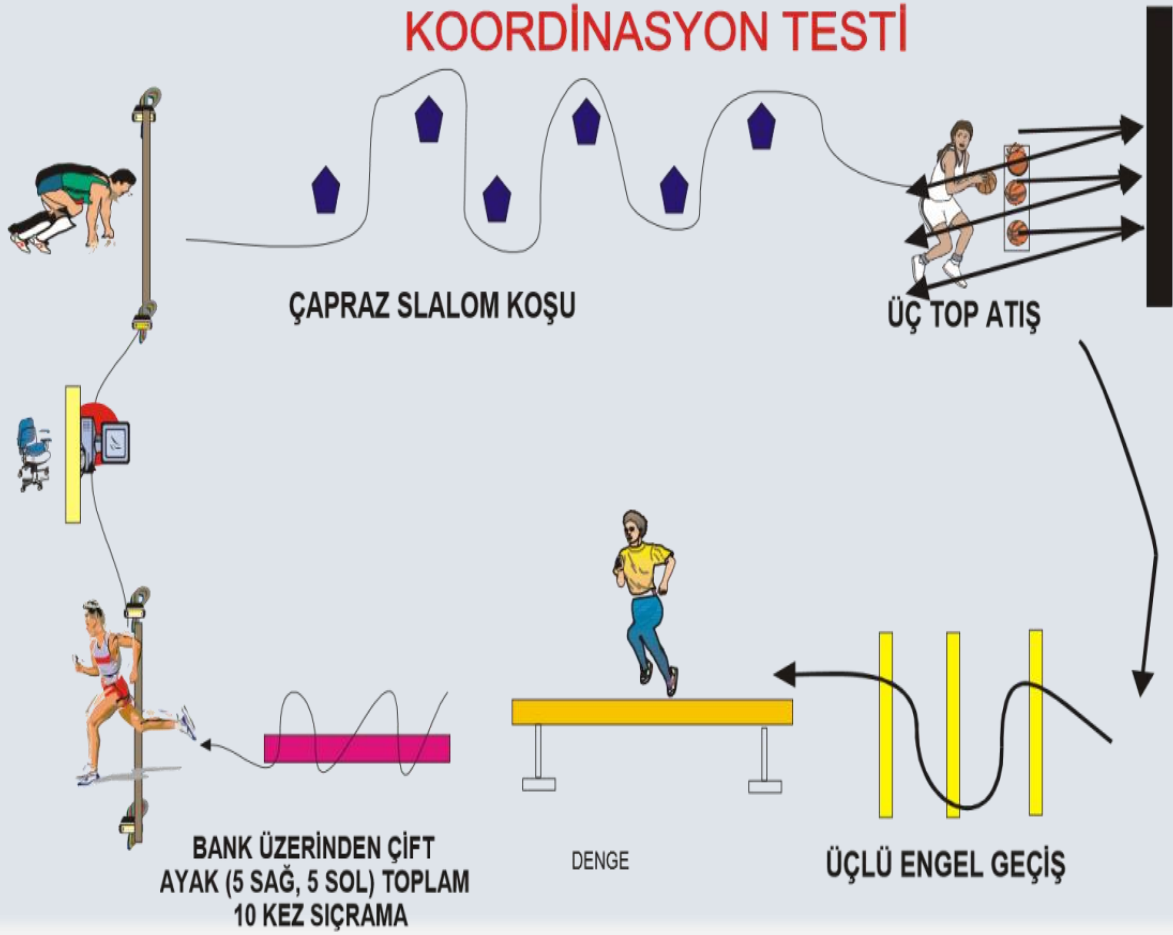 KOORDİNASYON TESTİ
ÇAPRAZ SLALOM KOŞU
ÜÇ TOP ATIŞ
BANK ÜZERİNDEN ÇİFT
AYAK (5 SAĞ, 5 SOL) TOPLAM
10 KEZ SIÇRAMA
DENGE
ÜÇLÜ ENGEL GEÇİŞ